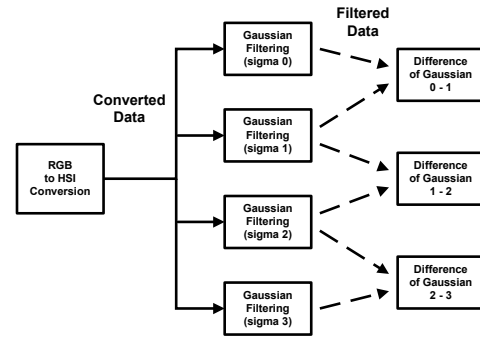 Converted
Data
Filtered
Data
RGB
to HSI
Conversion
Gaussian
Filtering
(sigma 0)
Gaussian
Filtering
(sigma 1)
Gaussian
Filtering
(sigma 2)
Gaussian
Filtering
(sigma 3)
Difference
of Gaussian
0 - 1
Difference
of Gaussian
1 - 2
Difference
of Gaussian
2 - 3